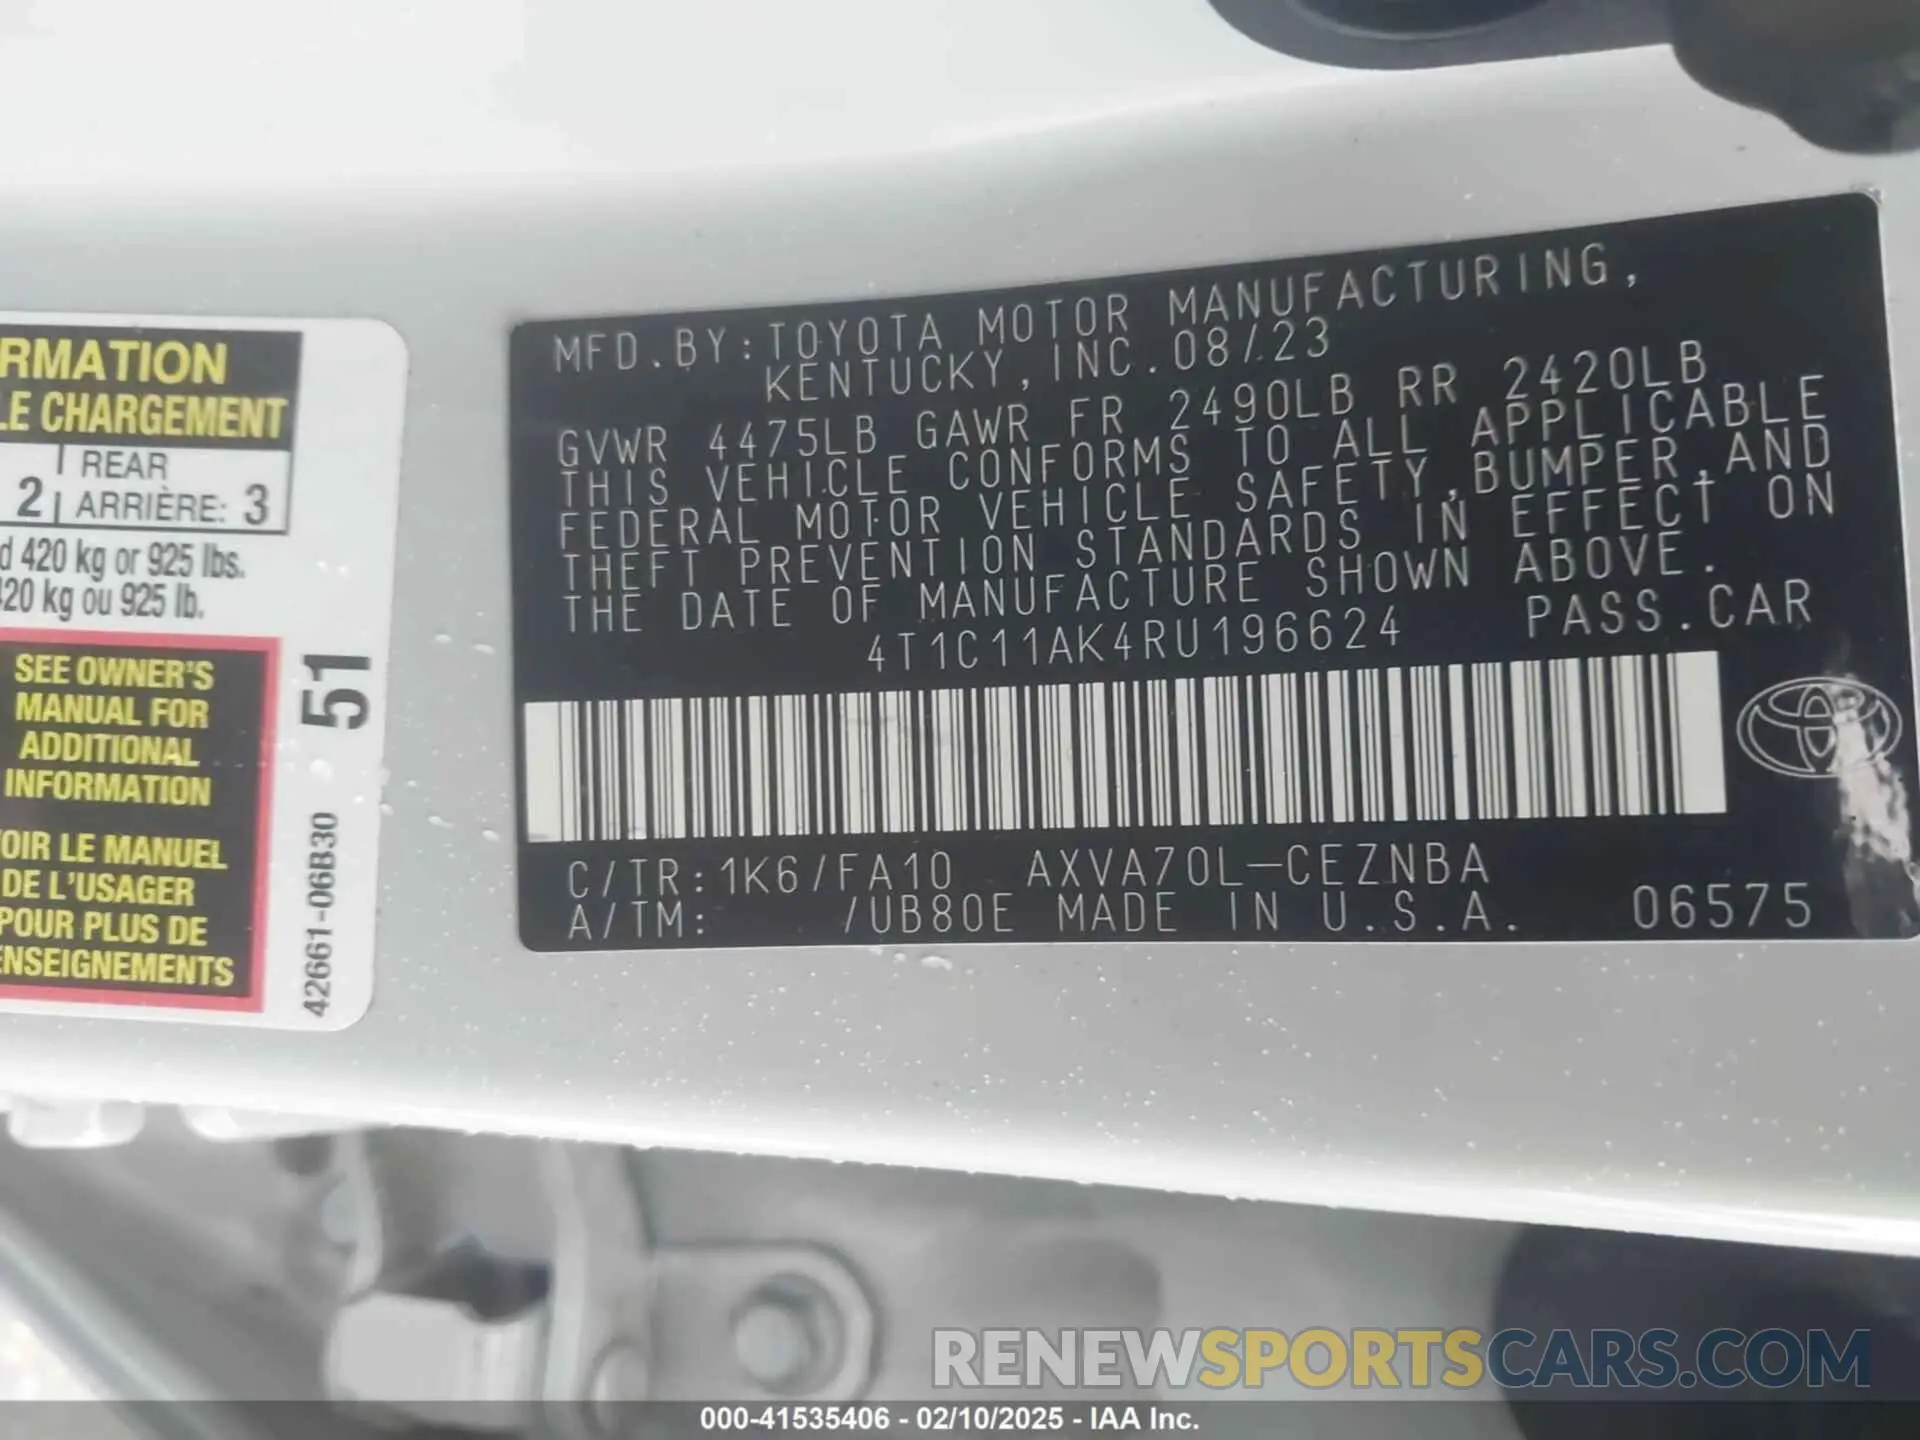 RMATION
LE CHARGEMENT
2 REAR
ARRIÈRE: 3
d 420 kg or 925 lbs.
420 kg ou 925 lb.
SEE OWNER'S
MANUAL FOR
ADDITIONAL
INFORMATION
VOIR LE MANUEL
DE L'USAGER
POUR PLUS DE
ENSEIGNEMENTS
51
42661-06B30
MFD.BY:TOYOTA MOTOR MANUFACTURING,
KENTUCKY, INC.08/23
GVWR 4475LB GAWR FR 2490LB RR 2420LB
THIS VEHICLE CONFORMS TO ALL APPLICABLE
FEDERAL MOTOR VEHICLE SAFETY,BUMPER,AND
THEFT PREVENTION STANDARDS IN EFFECT ON
THE DATE OF MANUFACTURE SHOWN ABOVE.
4T1C11AK4RU196624 PASS.CAR
C/TR:1K6/FA10 AXVA70L-CEZNBA
A/TM: /UB80E MADE IN U.S.A. 06575
RENEWSPORTSCARS.COM
000-41535406 - 02/10/2025 - IAA Inc.